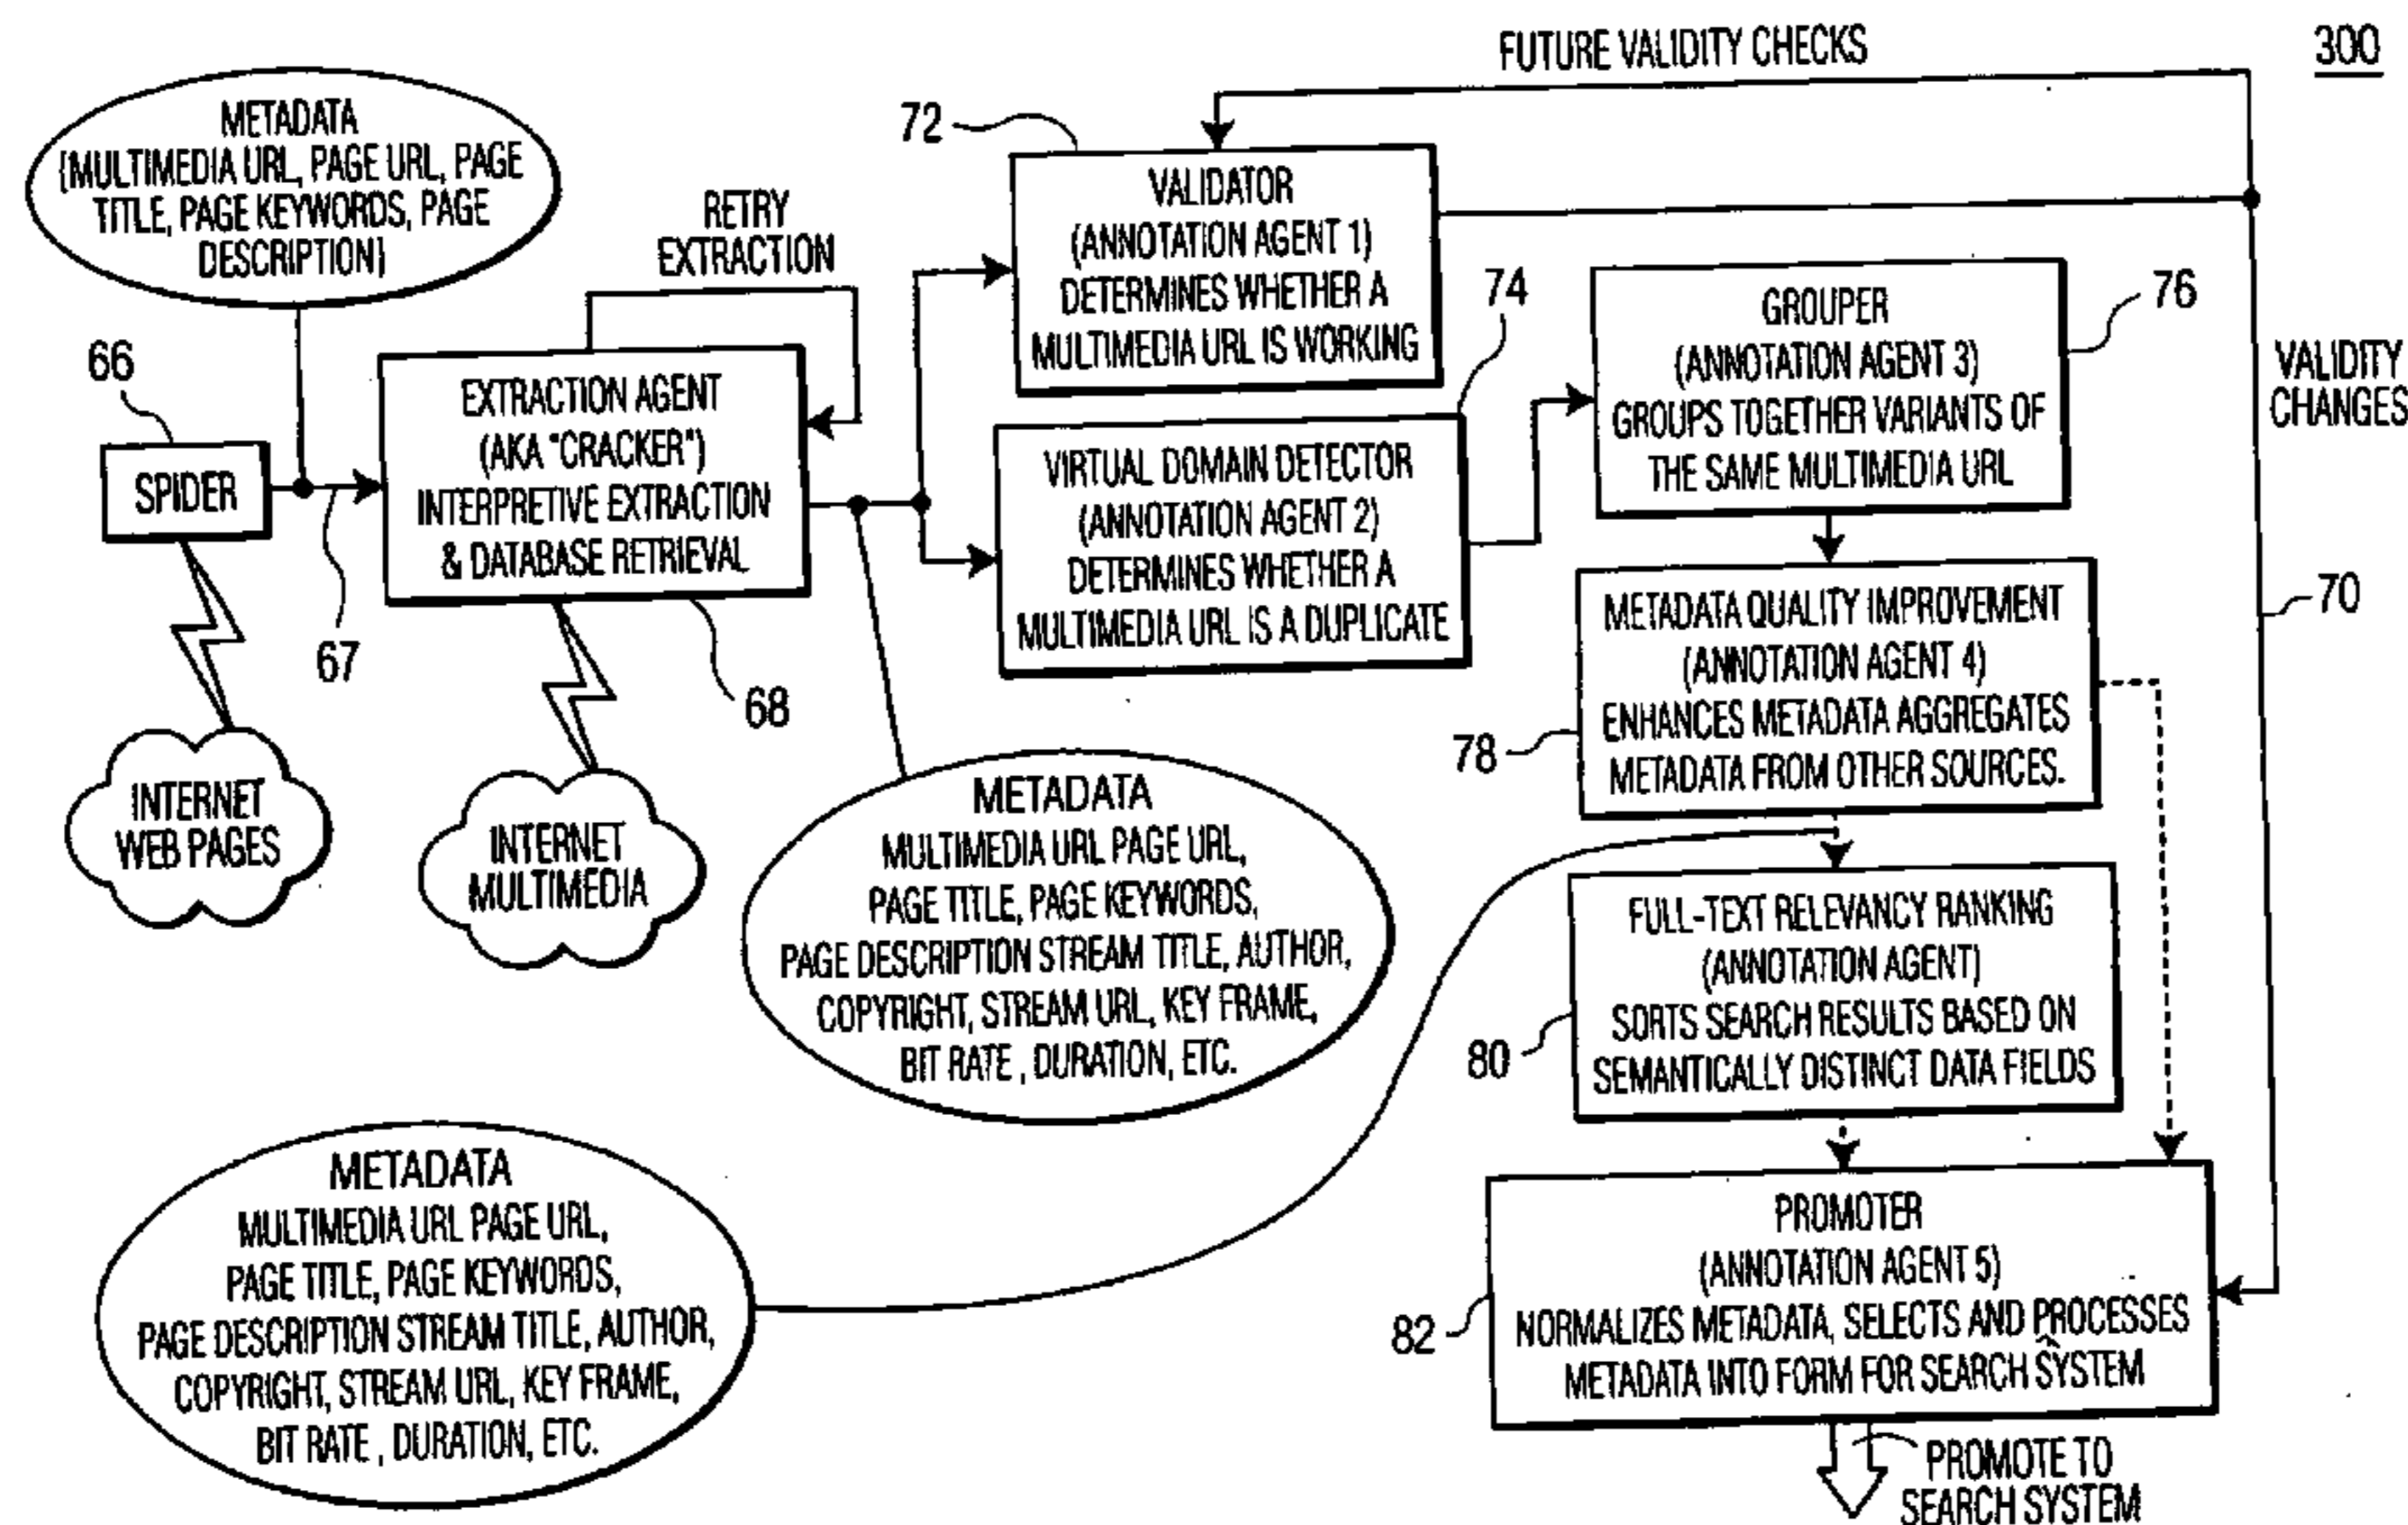 300
FUTURE VALIDITY CHECKS
METADATA
{MULTIMEDIA URL, PAGE URL, PAGE
TITLE, PAGE KEYWORDS, PAGE
DESCRIPTION}
66
SPIDER
67
INTERNET
WEB PAGES
RETRY
EXTRACTION
EXTRACTION AGENT
(AKA "CRACKER")
INTERPRETIVE EXTRACTION
& DATABASE RETRIEVAL
68
INTERNET
MULTIMEDIA
72
VALIDATOR
(ANNOTATION AGENT 1)
DETERMINES WHETHER A
MULTIMEDIA URL IS WORKING
74
VIRTUAL DOMAIN DETECTOR
(ANNOTATION AGENT 2)
DETERMINES WHETHER A
MULTIMEDIA URL IS A DUPLICATE
METADATA
MULTIMEDIA URL PAGE URL,
PAGE TITLE, PAGE KEYWORDS,
PAGE DESCRIPTION STREAM TITLE, AUTHOR,
COPYRIGHT, STREAM URL, KEY FRAME,
BIT RATE , DURATION, ETC.
76
GROUPER
(ANNOTATION AGENT 3)
GROUPS TOGETHER VARIANTS OF
THE SAME MULTIMEDIA URL
VALIDITY
CHANGES
70
METADATA QUALITY IMPROVEMENT
(ANNOTATION AGENT 4)
ENHANCES METADATA AGGREGATES
METADATA FROM OTHER SOURCES.
78
FULL-TEXT RELEVANCY RANKING
(ANNOTATION AGENT)
SORTS SEARCH RESULTS BASED ON
SEMANTICALLY DISTINCT DATA FIELDS
80
METADATA
MULTIMEDIA URL PAGE URL,
PAGE TITLE, PAGE KEYWORDS,
PAGE DESCRIPTION STREAM TITLE, AUTHOR,
COPYRIGHT, STREAM URL, KEY FRAME,
BIT RATE , DURATION, ETC.
PROMOTER
(ANNOTATION AGENT 5)
NORMALIZES METADATA, SELECTS AND PROCESSES
METADATA INTO FORM FOR SEARCH SYSTEM
82
PROMOTE TO
SEARCH SYSTEM